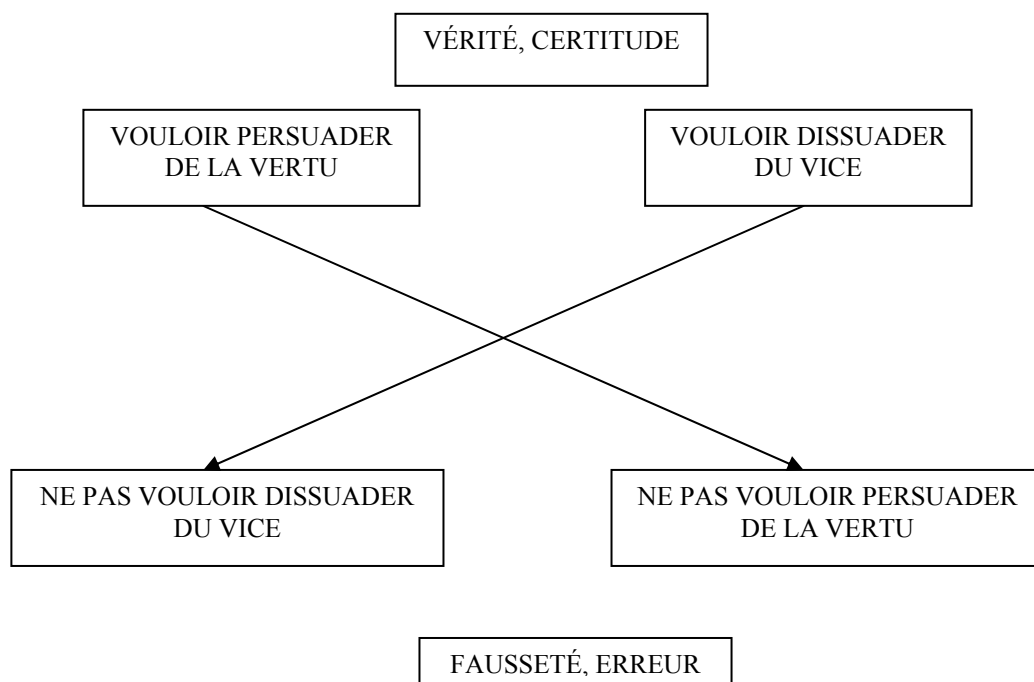 VÉRITÉ, CERTITUDE
VOULOIR PERSUADER
DE LA VERTU
VOULOIR DISSUADER
DU VICE
NE PAS VOULOIR DISSUADER
DU VICE
NE PAS VOULOIR PERSUADER
DE LA VERTU
FAUSSETÉ, ERREUR